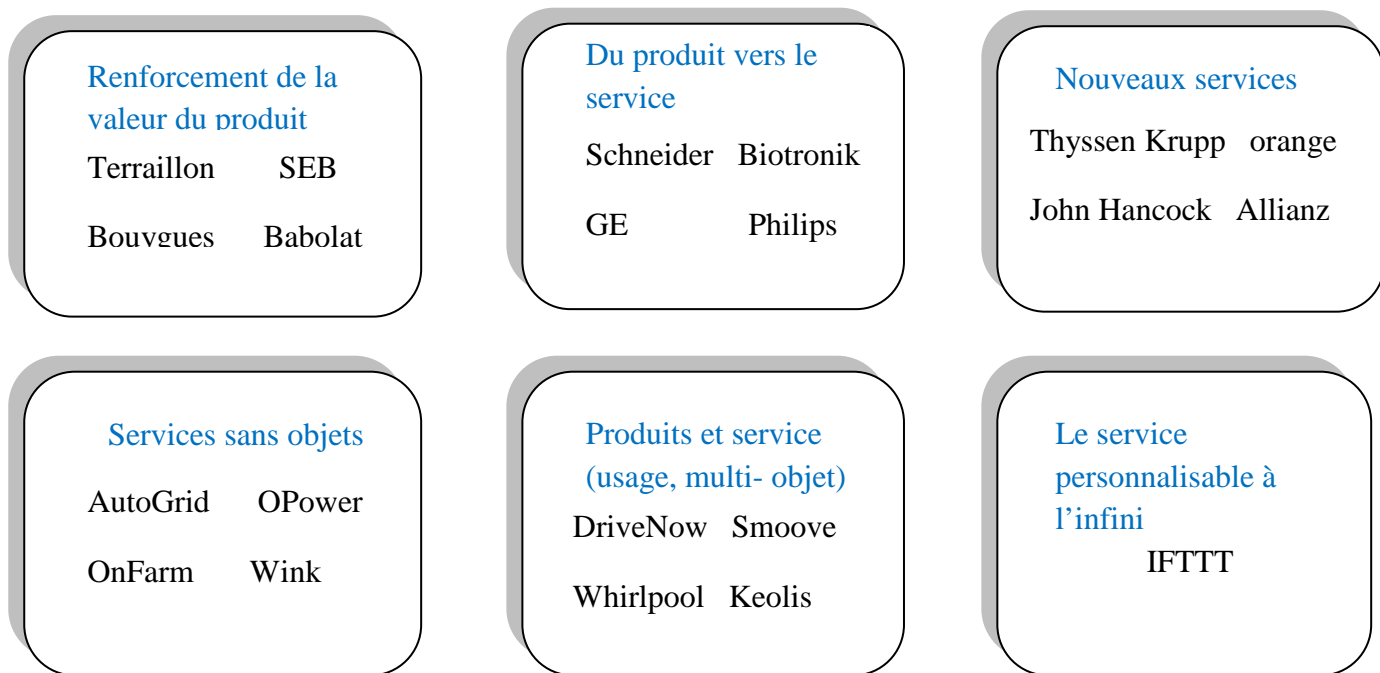 Renforcement de la
valeur du produit
Terraillon SEB
Bouygues Babolat
Du produit vers le
service
Schneider Biotronik
GE Philips
Nouveaux services
Thyssen Krupp orange
John Hancock Allianz
Services sans objets
AutoGrid OPower
OnFarm Wink
Produits et service
(usage, multi- objet)
DriveNow Smoove
Whirlpool Keolis
Le service
personnalisable à
l’infini
IFTTT